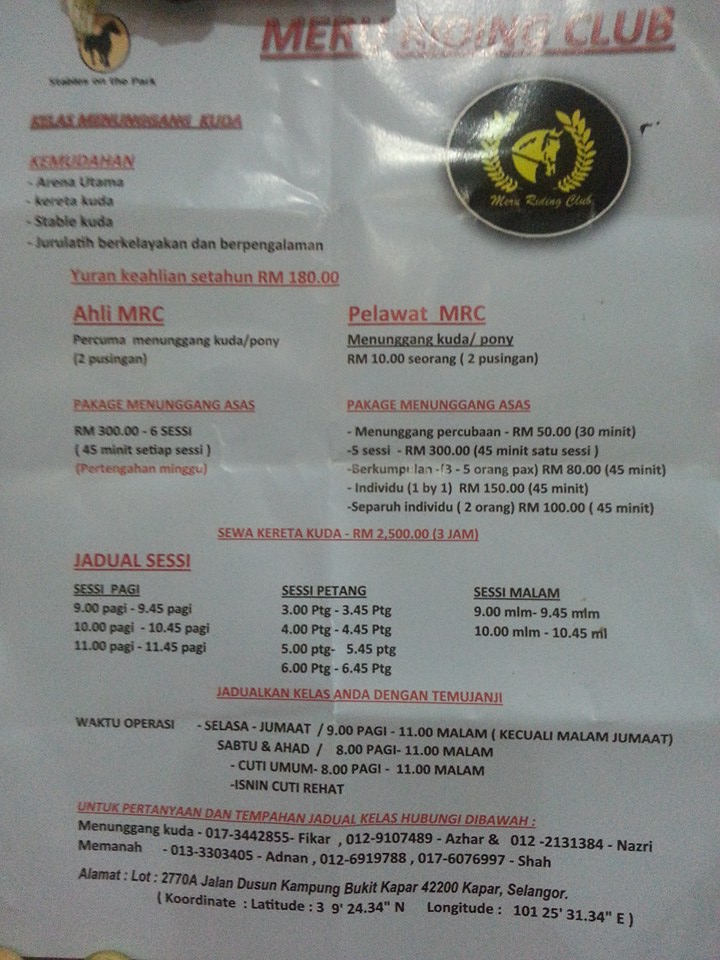 MERU RIDING CLUB
Stables on The Park
KELAS MENUNGGANG KUDA
Meru Riding Club
KEMUDAHAN
- Arena Utama
- kereta kuda
- Stable kuda
- Jurulatih berkelayakan dan berpengalaman
Yuran keahlian setahun RM 180.00
Ahli MRC
Percuma menunggang kuda/pony
(2 pusingan)
Pelawat MRC
Menunggang kuda/ pony
RM 10.00 seorang ( 2 pusingan)
PAKAGE MENUNGGANG ASAS
RM 300.00 - 6 SESSI
( 45 minit setiap sessi )
(Pertengahan minggu)
PAKAGE MENUNGGANG ASAS
- Menunggang percubaan - RM 50.00 (30 minit)
-5 sessi - RM 300.00 (45 minit satu sessi )
-Berkumpulan -(3 - 5 orang pax) RM 80.00 (45 minit)
- Individu (1 by 1) RM 150.00 (45 minit)
-Separuh individu ( 2 orang) RM 100.00 ( 45 minit)
SEWA KERETA KUDA - RM 2,500.00 (3 JAM)
JADUAL SESSI
SESSI PAGI
9.00 pagi - 9.45 pagi
10.00 pagi - 10.45 pagi
11.00 pagi - 11.45 pagi
SESSI PETANG
3.00 Ptg - 3.45 Ptg
4.00 Ptg - 4.45 Ptg
5.00 ptg- 5.45 ptg
6.00 Ptg - 6.45 Ptg
SESSI MALAM
9.00 mlm- 9.45 mlm
10.00 mlm - 10.45 ml
JADUALKAN KELAS ANDA DENGAN TEMUJANJI
WAKTU OPERASI - SELASA - JUMAAT / 9.00 PAGI - 11.00 MALAM ( KECUALI MALAM JUMAAT)
SABTU & AHAD / 8.00 PAGI- 11.00 MALAM
- CUTI UMUM- 8.00 PAGI - 11.00 MALAM
-ISNIN CUTI REHAT
UNTUK PERTANYAAN DAN TEMPAHAN JADUAL KELAS HUBUNGI DIBAWAH :
Menunggang kuda - 017-3442855- Fikar , 012-9107489 - Azhar & 012 -2131384 - Nazri
Memanah - 013-3303405 - Adnan , 012-6919788 , 017-6076997 - Shah
Alamat : Lot : 2770A Jalan Dusun Kampung Bukit Kapar 42200 Kapar, Selangor.
( Koordinate : Latitude : 3 9' 24.34" N Longitude : 101 25' 31.34" E )